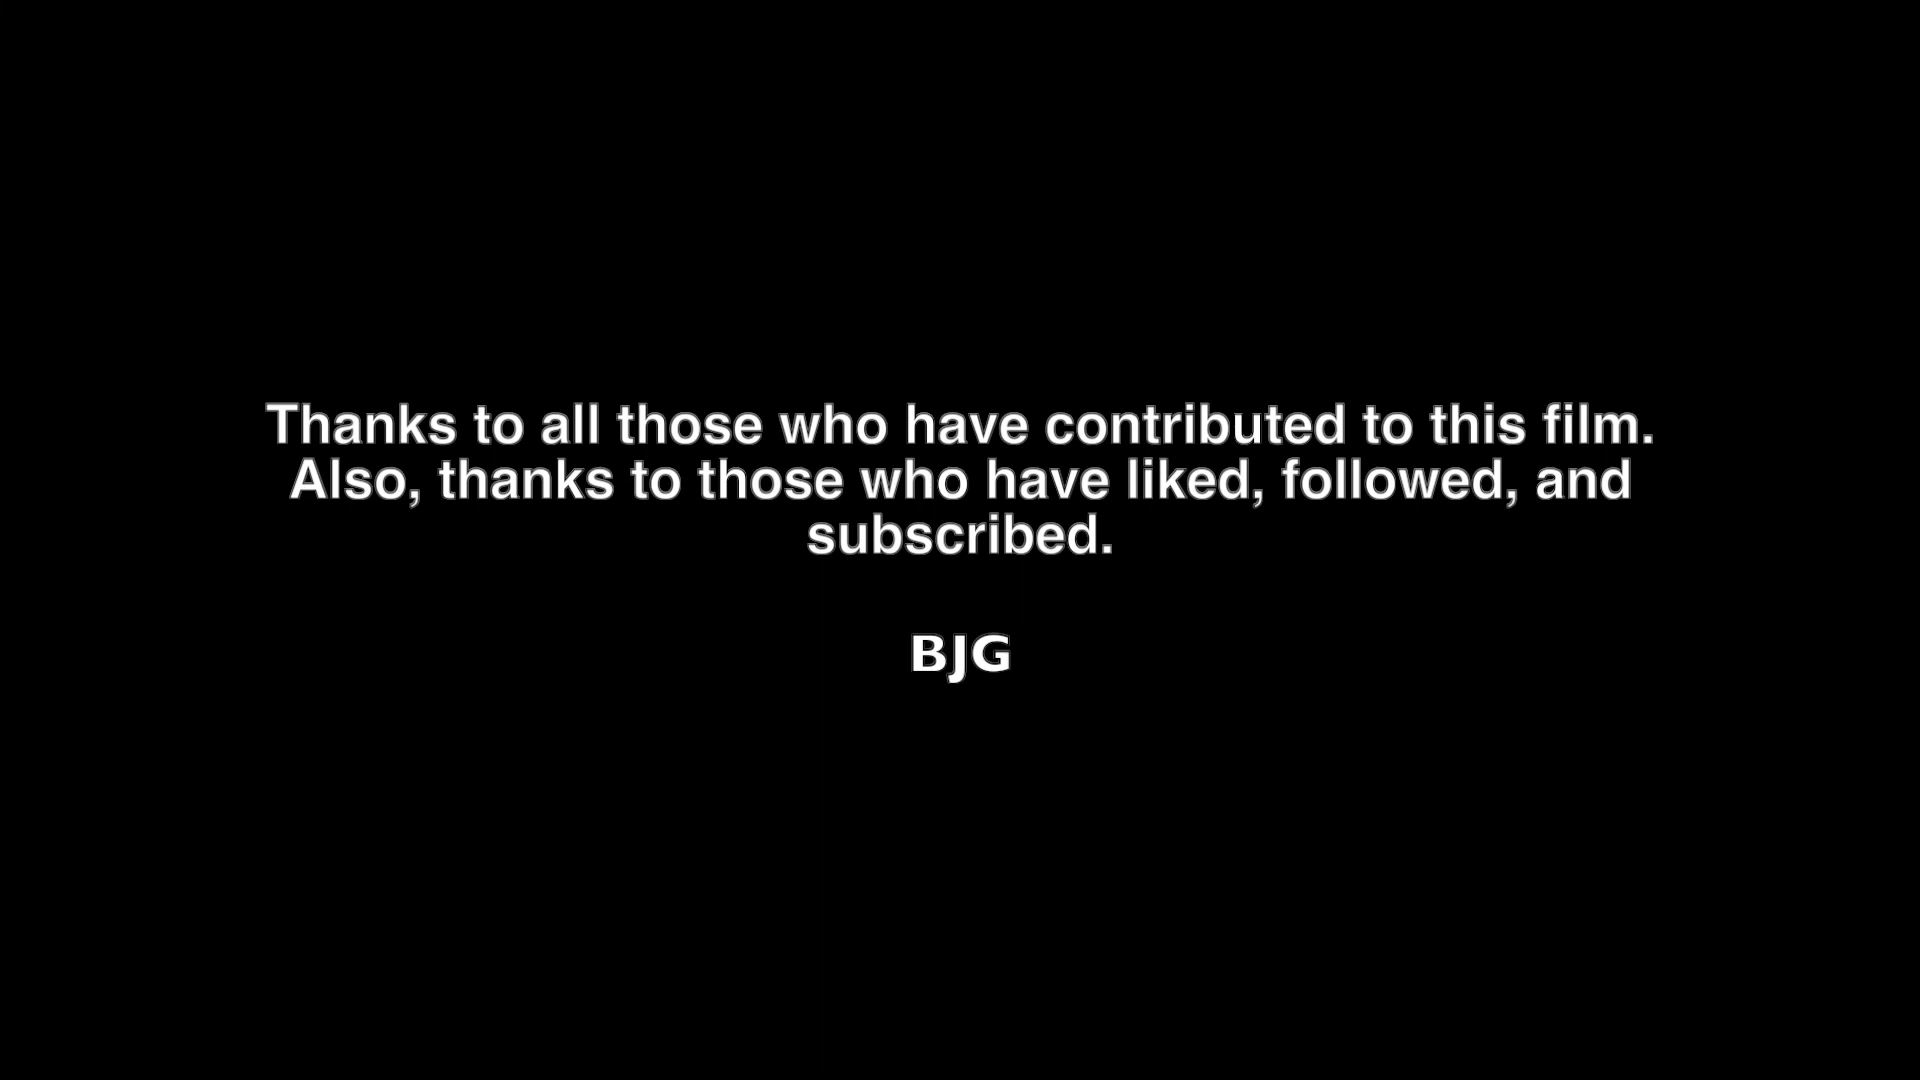 Thanks to all those who have contributed to this film.
Also, thanks to those who have liked, followed, and
subscribed.
BJG